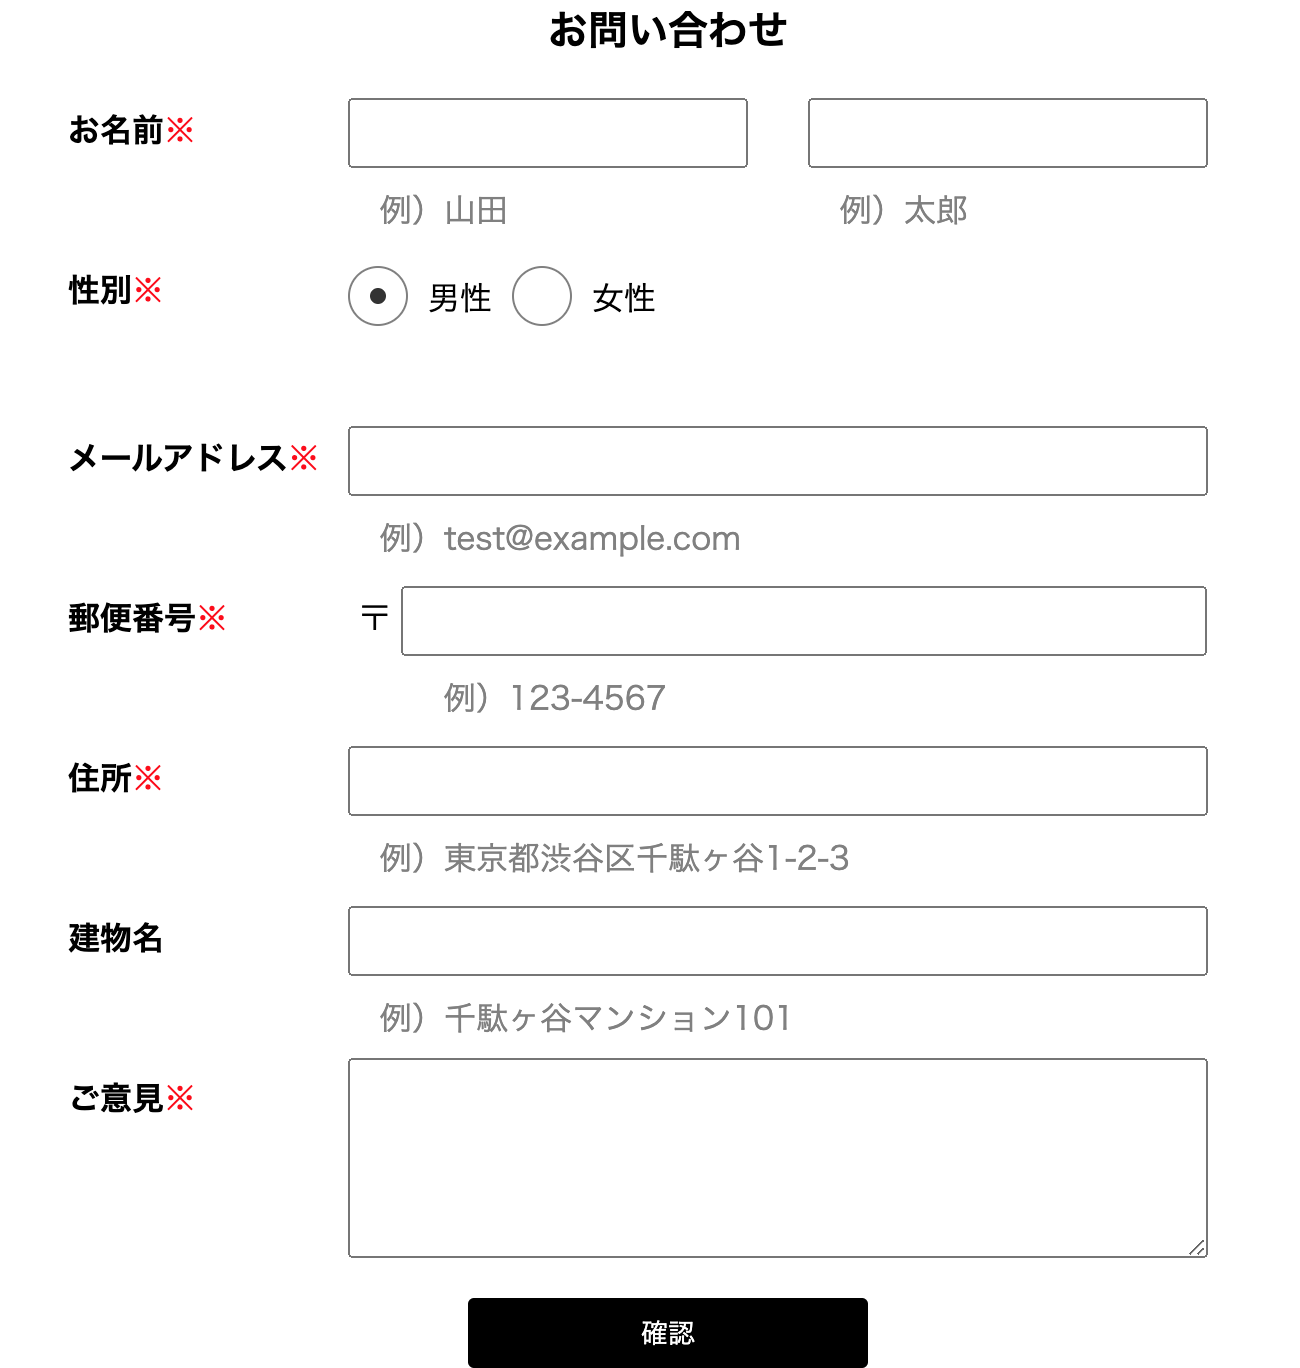 お問い合わせ
お名前※
例）山田 例）太郎
性別※ 男性 女性
メールアドレス※
例）test@example.com
郵便番号※ 〒
例）123-4567
住所※
例）東京都渋谷区千駄ヶ谷1-2-3
建物名
例）千駄ヶ谷マンション101
ご意見※
確認